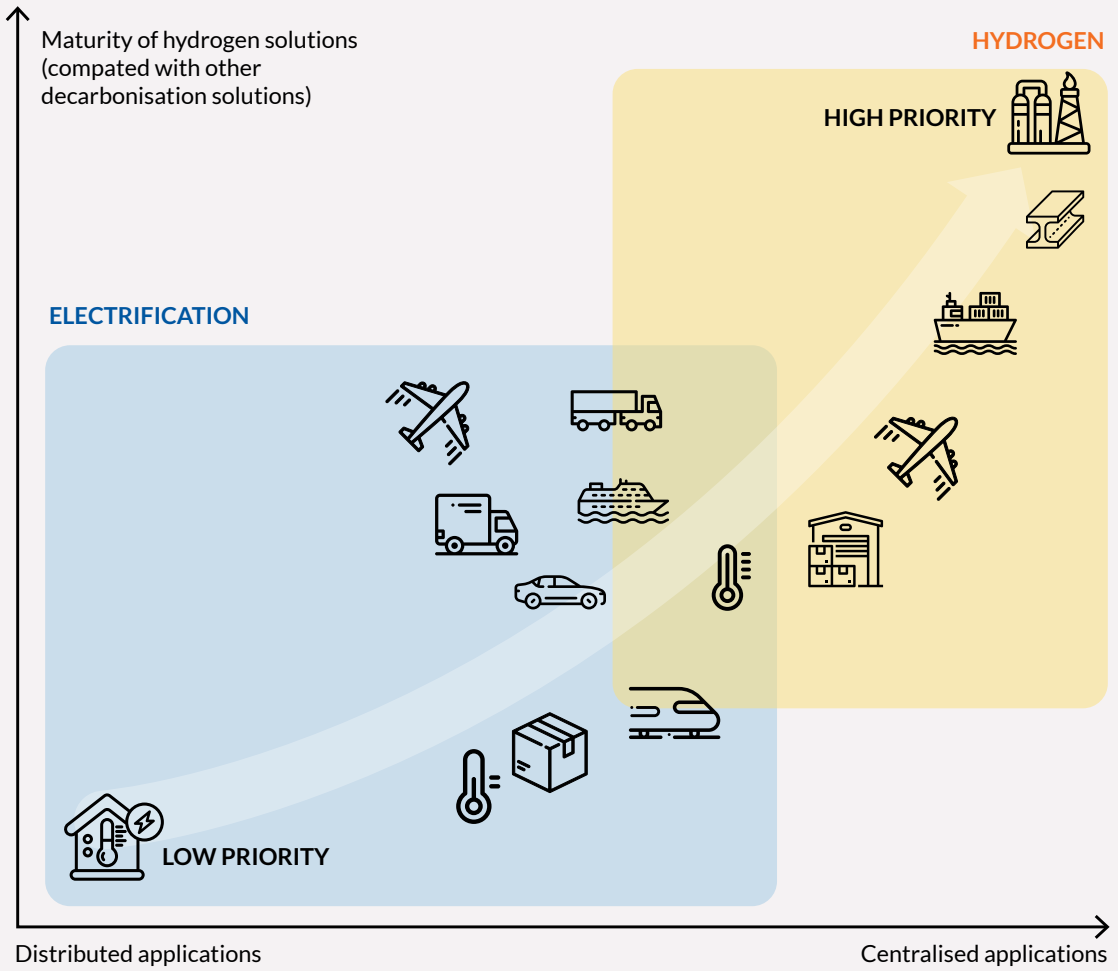 Maturity of hydrogen solutions
(compated with other
decarbonisation solutions)
HYDROGEN
HIGH PRIORITY
ELECTRIFICATION
LOW PRIORITY
Distributed applications
Centralised applications